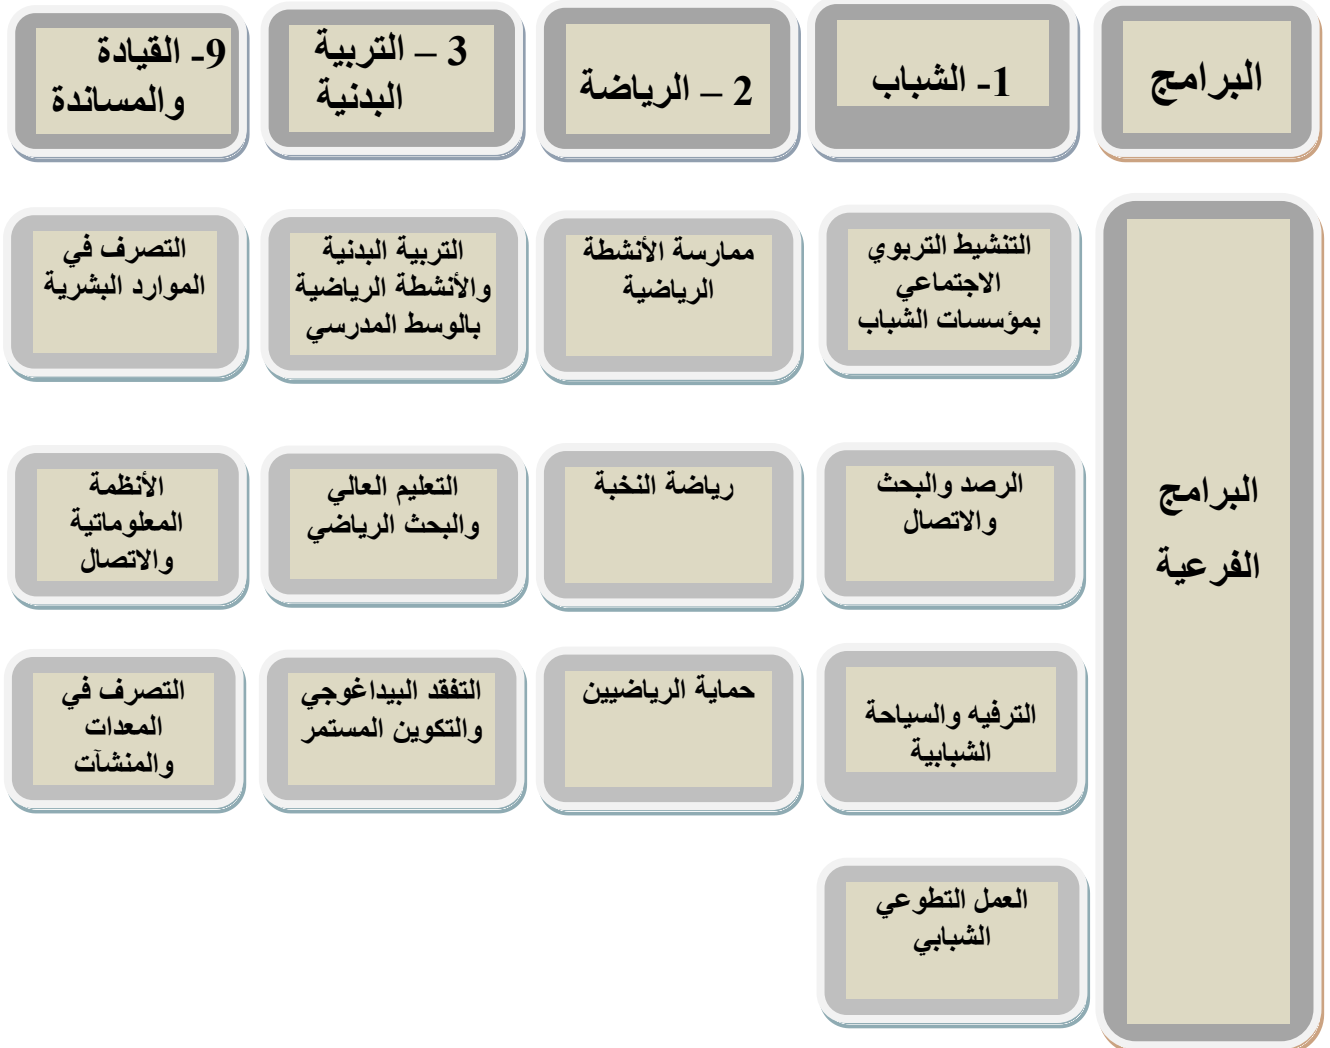 البرامج
1- الشباب
2 – الرياضة
3 – التربية
البدنية
9- القيادة
والمساندة
البرامج
الفرعية
التنشيط التربوي
الاجتماعي
بمؤسسات الشباب
ممارسة الأنشطة
الرياضية
التربية البدنية
والأنشطة الرياضية
بالوسط المدرسي
التصرف في
الموارد البشرية
الرصد والبحث
والاتصال
رياضة النخبة
التعليم العالي
والبحث الرياضي
الأنظمة
المعلوماتية
والاتصال
الترفيه والسياحة
الشبابية
حماية الرياضيين
التفقد البيداغوجي
والتكوين المستمر
التصرف في
المعدات
والمنشآت
العمل التطوعي
الشبابي